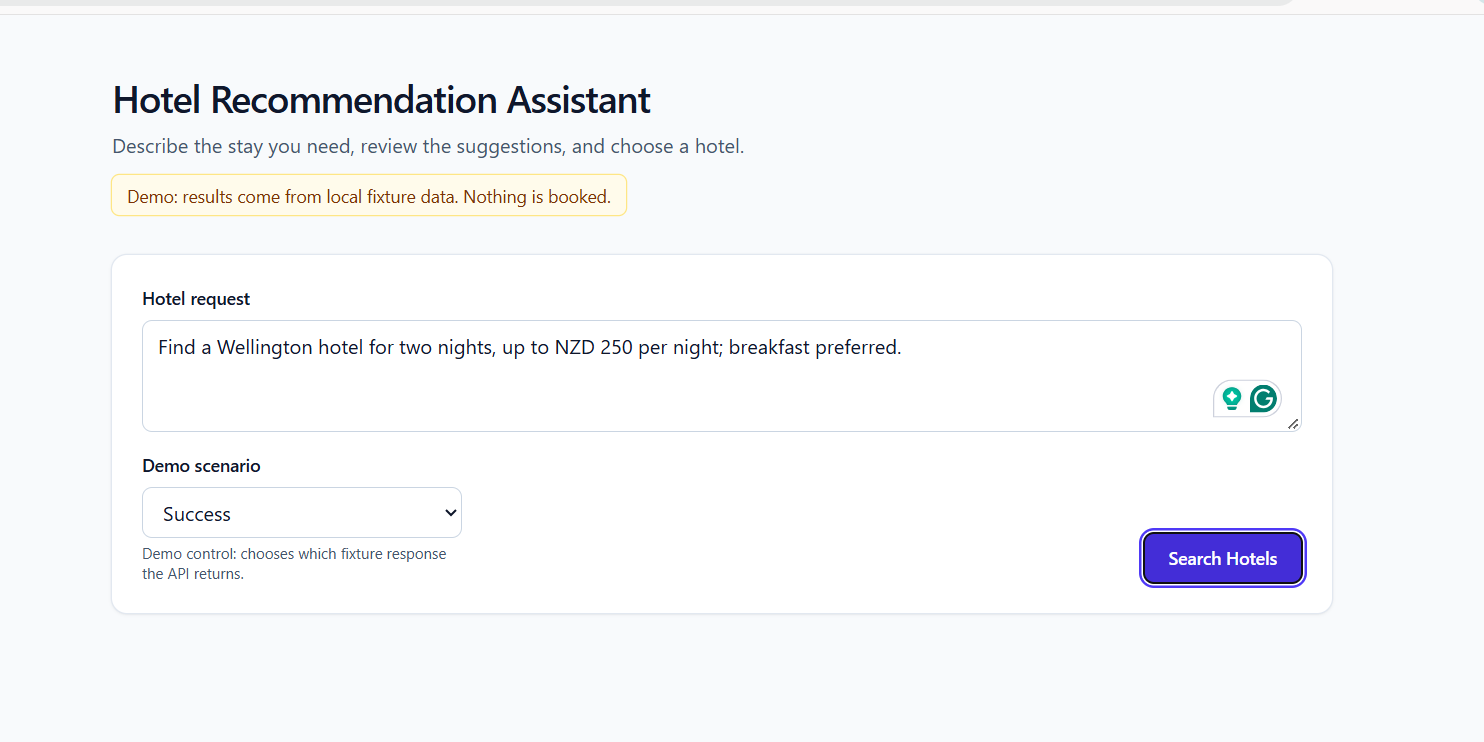 Hotel Recommendation Assistant
Describe the stay you need, review the suggestions, and choose a hotel.
Demo: results come from local fixture data. Nothing is booked.
Hotel request
Find a Wellington hotel for two nights, up to NZD 250 per night; breakfast preferred.
Demo scenario
Success
Demo control: chooses which fixture response
the API returns.
Search Hotels